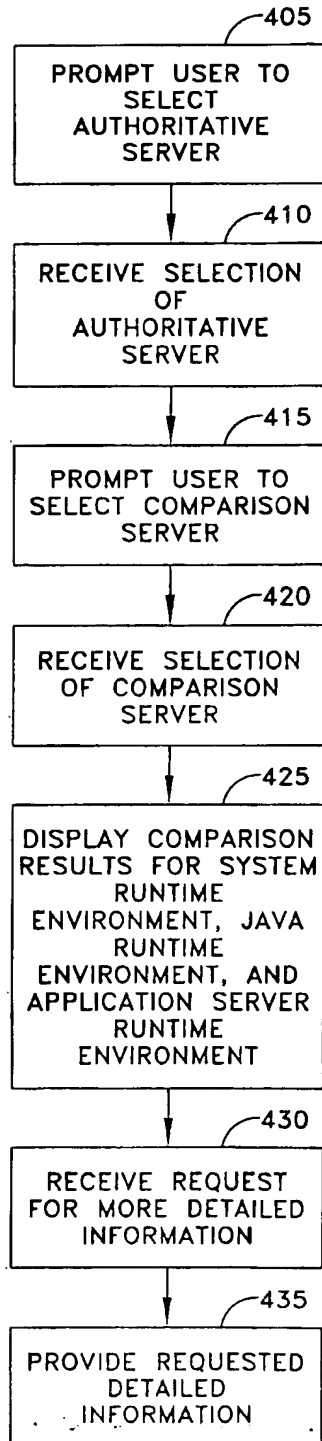 405
PROMPT USER TO
SELECT
AUTHORITATIVE
SERVER
410
RECEIVE SELECTION
OF
AUTHORITATIVE
SERVER
415
PROMPT USER TO
SELECT COMPARISON
SERVER
420
RECEIVE SELECTION
OF COMPARISON
SERVER
425
DISPLAY COMPARISON
RESULTS FOR SYSTEM
RUNTIME
ENVIRONMENT, JAVA
RUNTIME
ENVIRONMENT, AND
APPLICATION SERVER
RUNTIME
ENVIRONMENT
430
RECEIVE REQUEST
FOR MORE DETAILED
INFORMATION
435
PROVIDE REQUESTED
DETAILED
INFORMATION